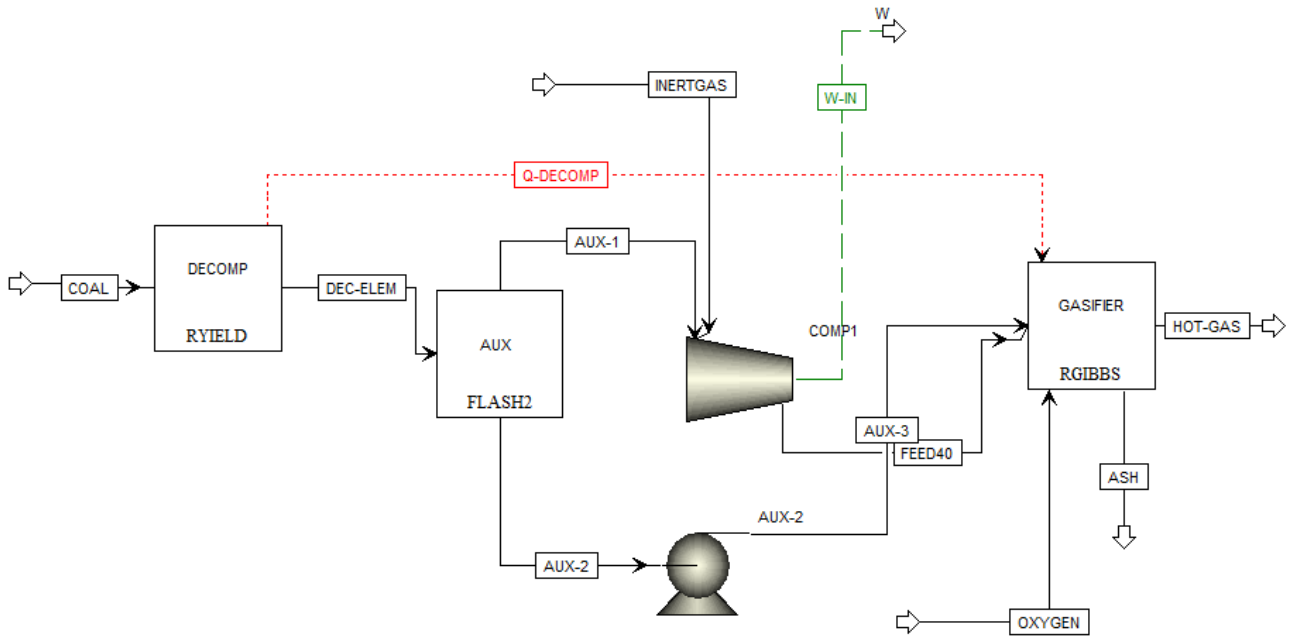 W
INERTGAS
W-IN
Q-DECOMP
AUX-1
DECOMP
COAL
DEC-ELEM
RYIELD
GASIFIER
HOT-GAS
COMP1
AUX
RGIBBS
FLASH2
AUX-3
FEED40
ASH
AUX-2
AUX-2
OXYGEN